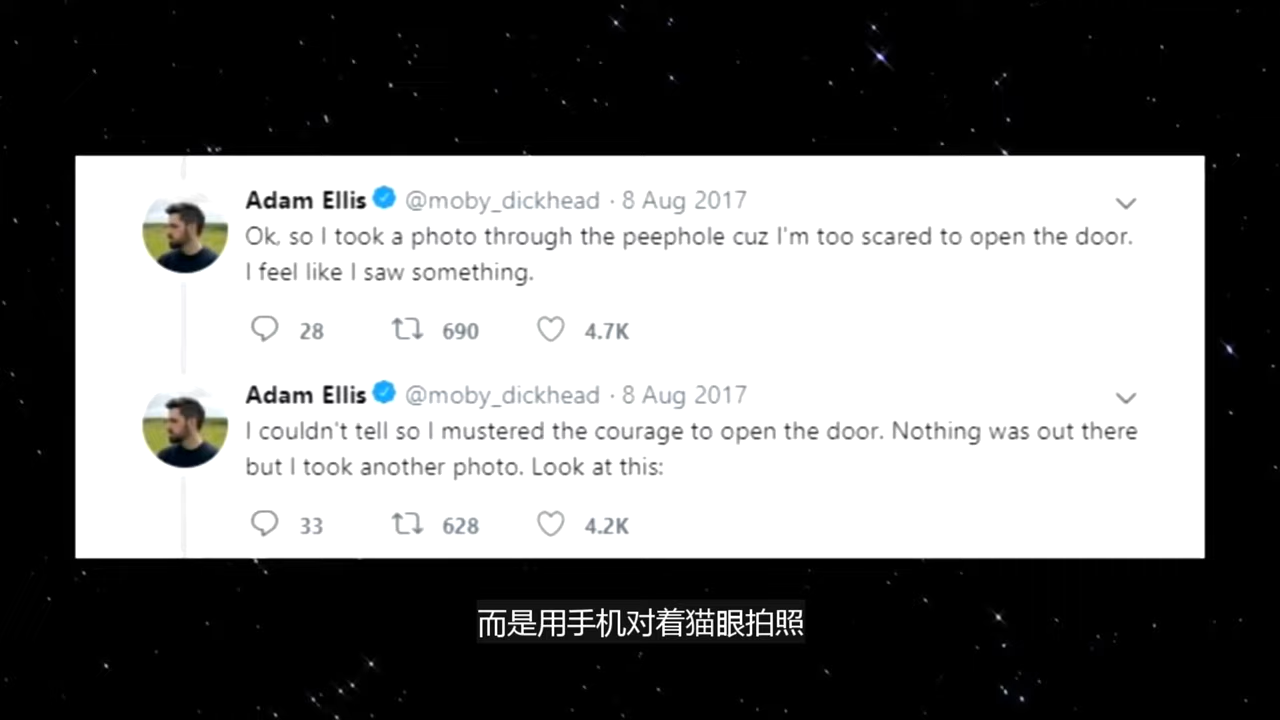 Adam Ellis @moby_dickhead · 8 Aug 2017
Ok, so I took a photo through the peephole cuz I'm too scared to open the door.
I feel like I saw something.
28 690 4.7K
Adam Ellis @moby_dickhead · 8 Aug 2017
I couldn't tell so I mustered the courage to open the door. Nothing was out there
but I took another photo. Look at this:
33 628 4.2K
而是用手机对着猫眼拍照